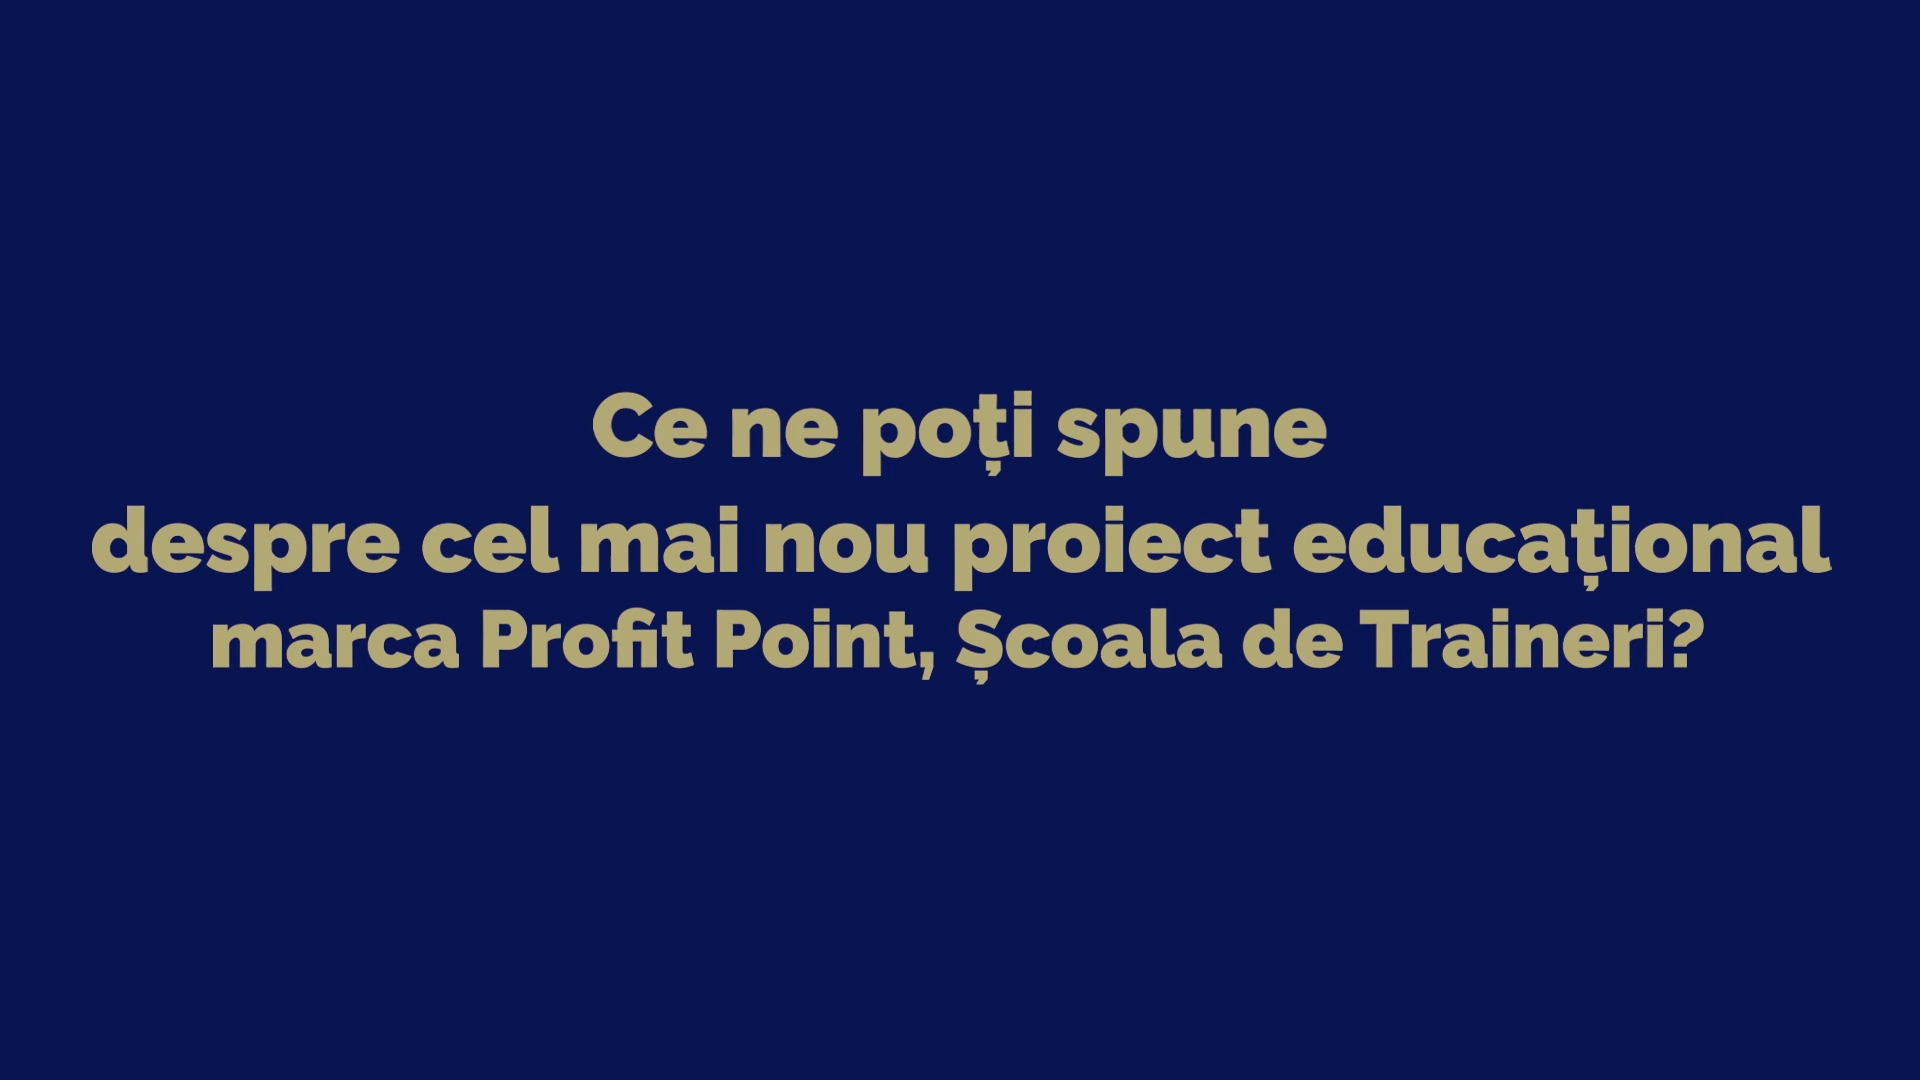 Ce ne poți spune
despre cel mai nou proiect educațional
marca Profit Point, Școala de Traineri?